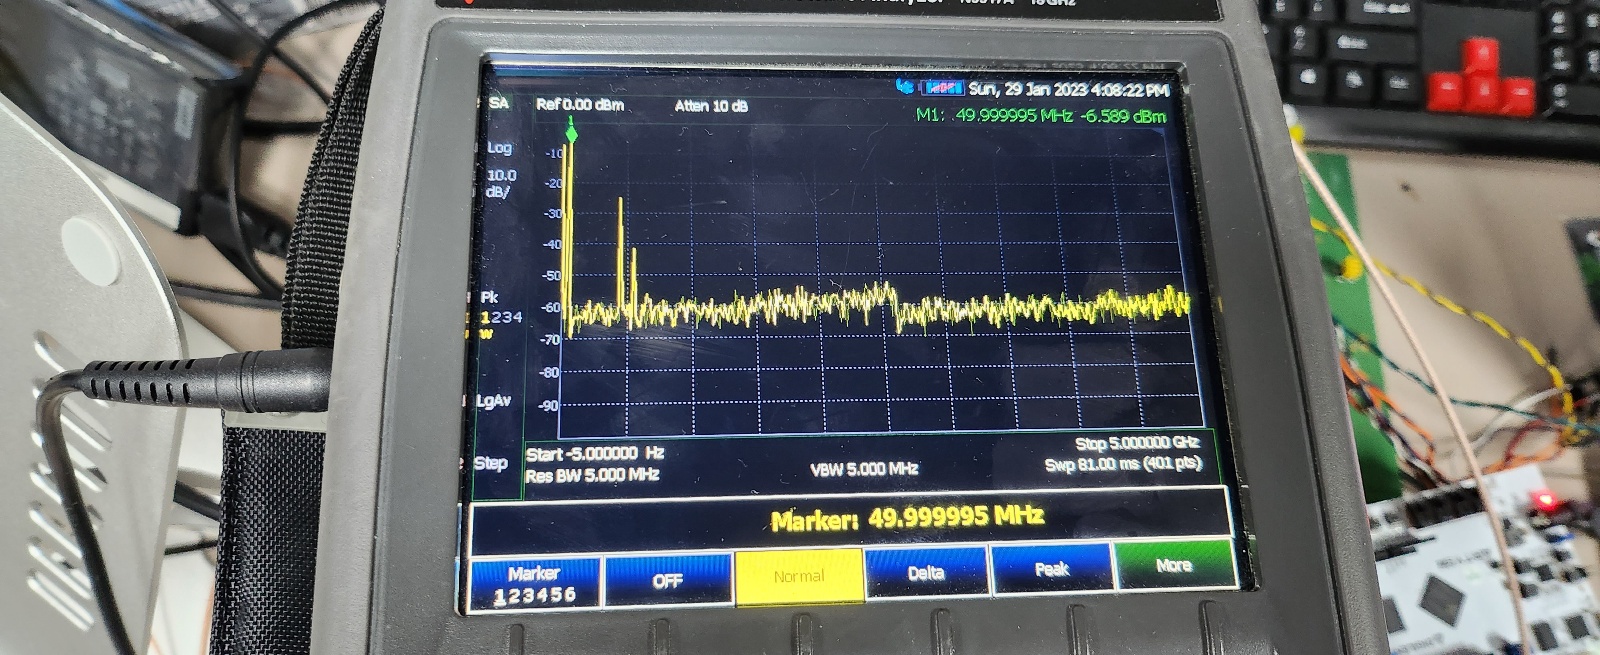 Sun, 29 Jan 2023 4:08:22 PM
SA Ref 0.00 dBm Atten 10 dB
M1: 49.999995 MHz -6.589 dBm
1
Log
10.0
dB/
-10
-20
-30
-40
-50
-60
-70
-80
-90
Pk
1234
W
LgAv
Step
Start -5.000000 Hz
Stop 5.000000 GHz
Res BW 5.000 MHz
VBW 5.000 MHz
Swp 81.00 ms (401 pts)
Marker: 49.999995 MHz
Marker
123456
OFF
Normal
Delta
Peak
More